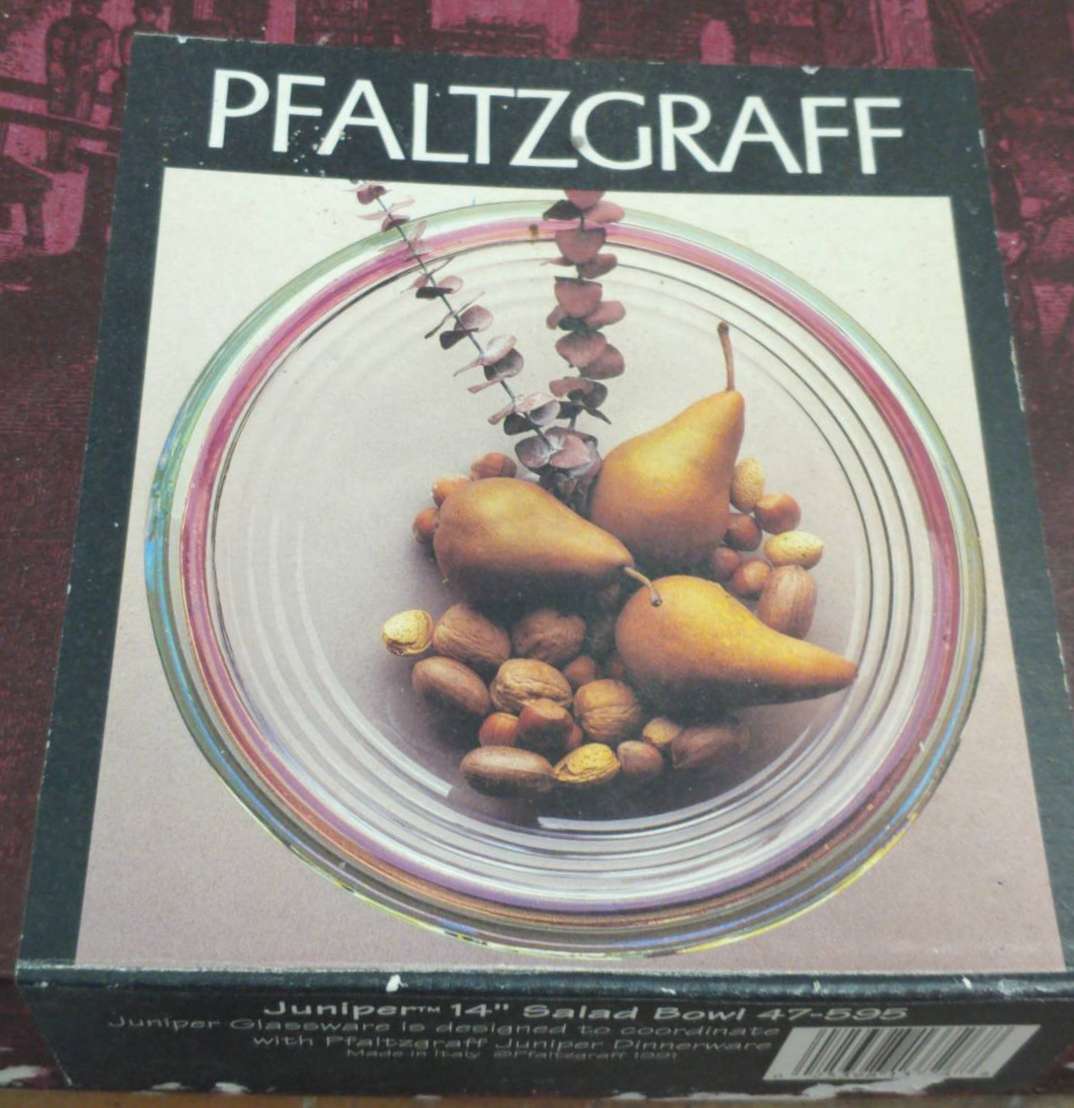 PFALTZGRAFF
Juniper™ 14" Salad Bowl 47-595
Juniper Glassware is designed to coordinate
with Pfaltzgraff Juniper Dinnerware
Made in Italy ©Pfaltzgraff 1991